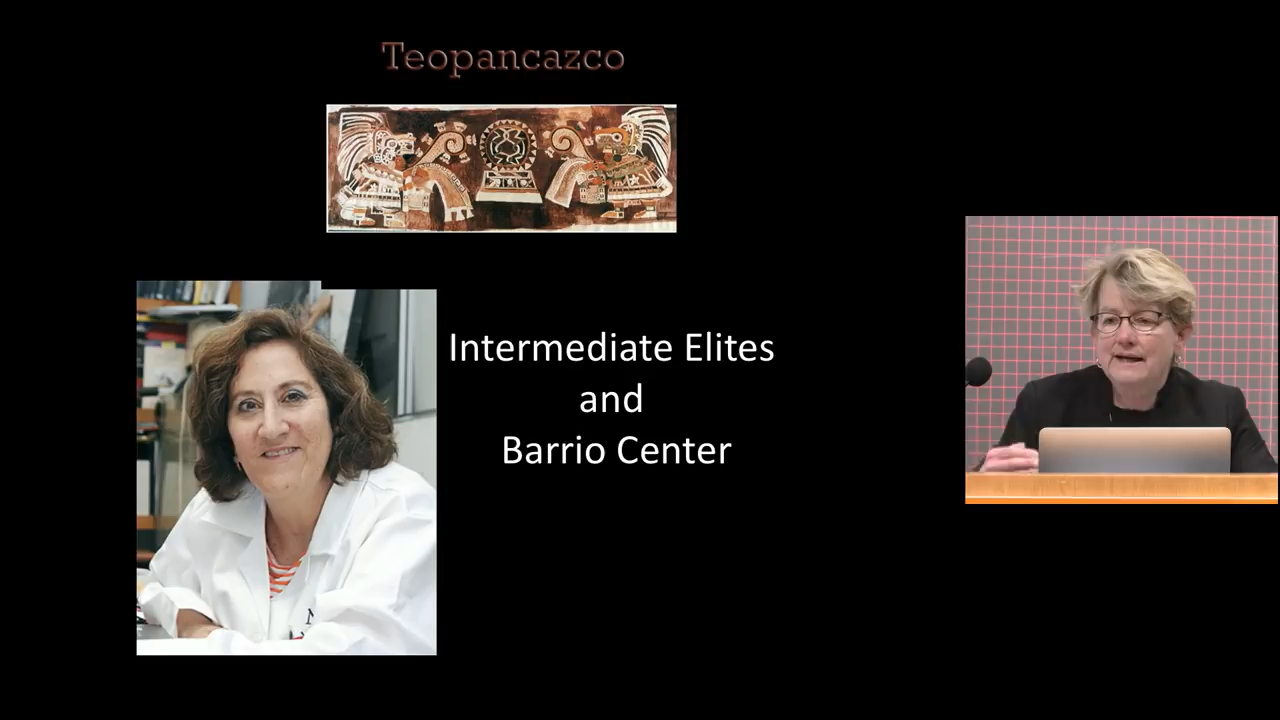 Teopancazco
Intermediate Elites
and
Barrio Center